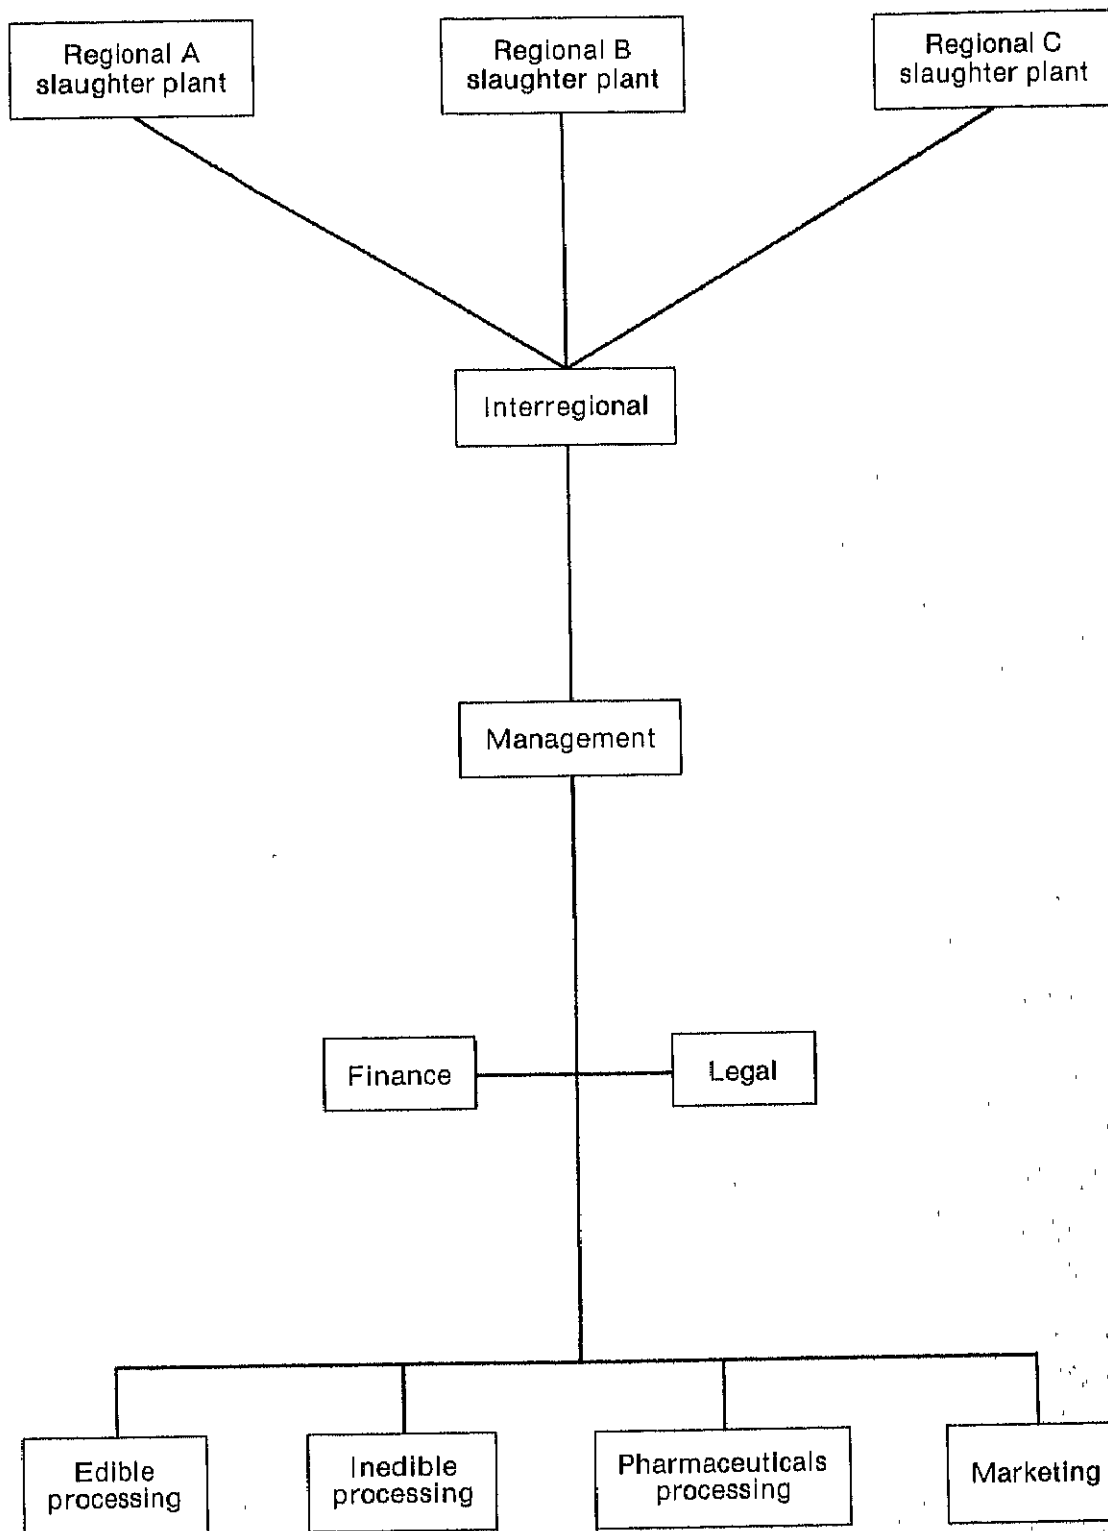 Regional A
slaughter plant
Regional B
slaughter plant
Regional C
slaughter plant
Interregional
Management
Finance
Legal
Edible
processing
Inedible
processing
Pharmaceuticals
processing
Marketing